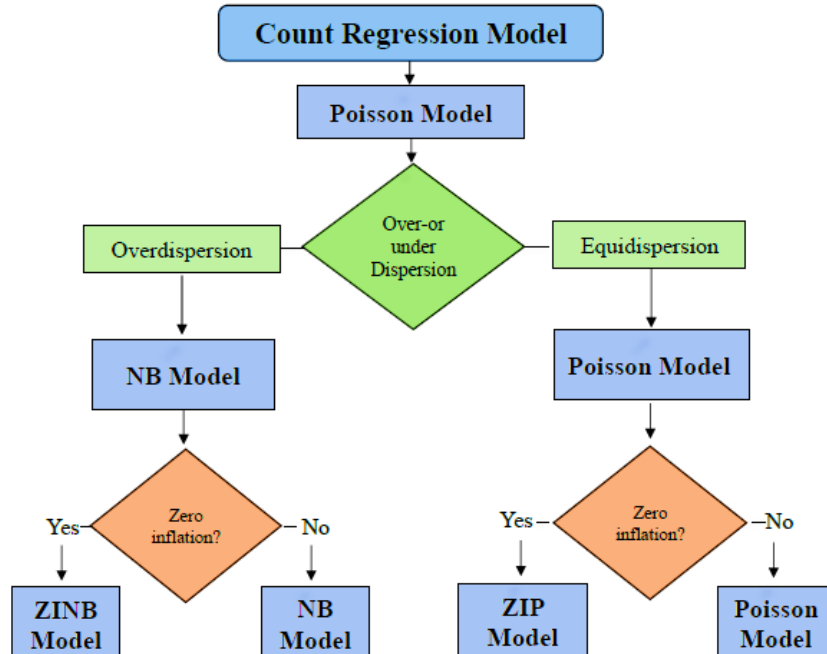 Count Regression Model
Poisson Model
Over-or
under
Dispersion
Overdispersion
Equidispersion
NB Model
Poisson Model
Zero
inflation?
Yes
No
Zero
inflation?
Yes
No
ZINB
Model
NB
Model
ZIP
Model
Poisson
Model